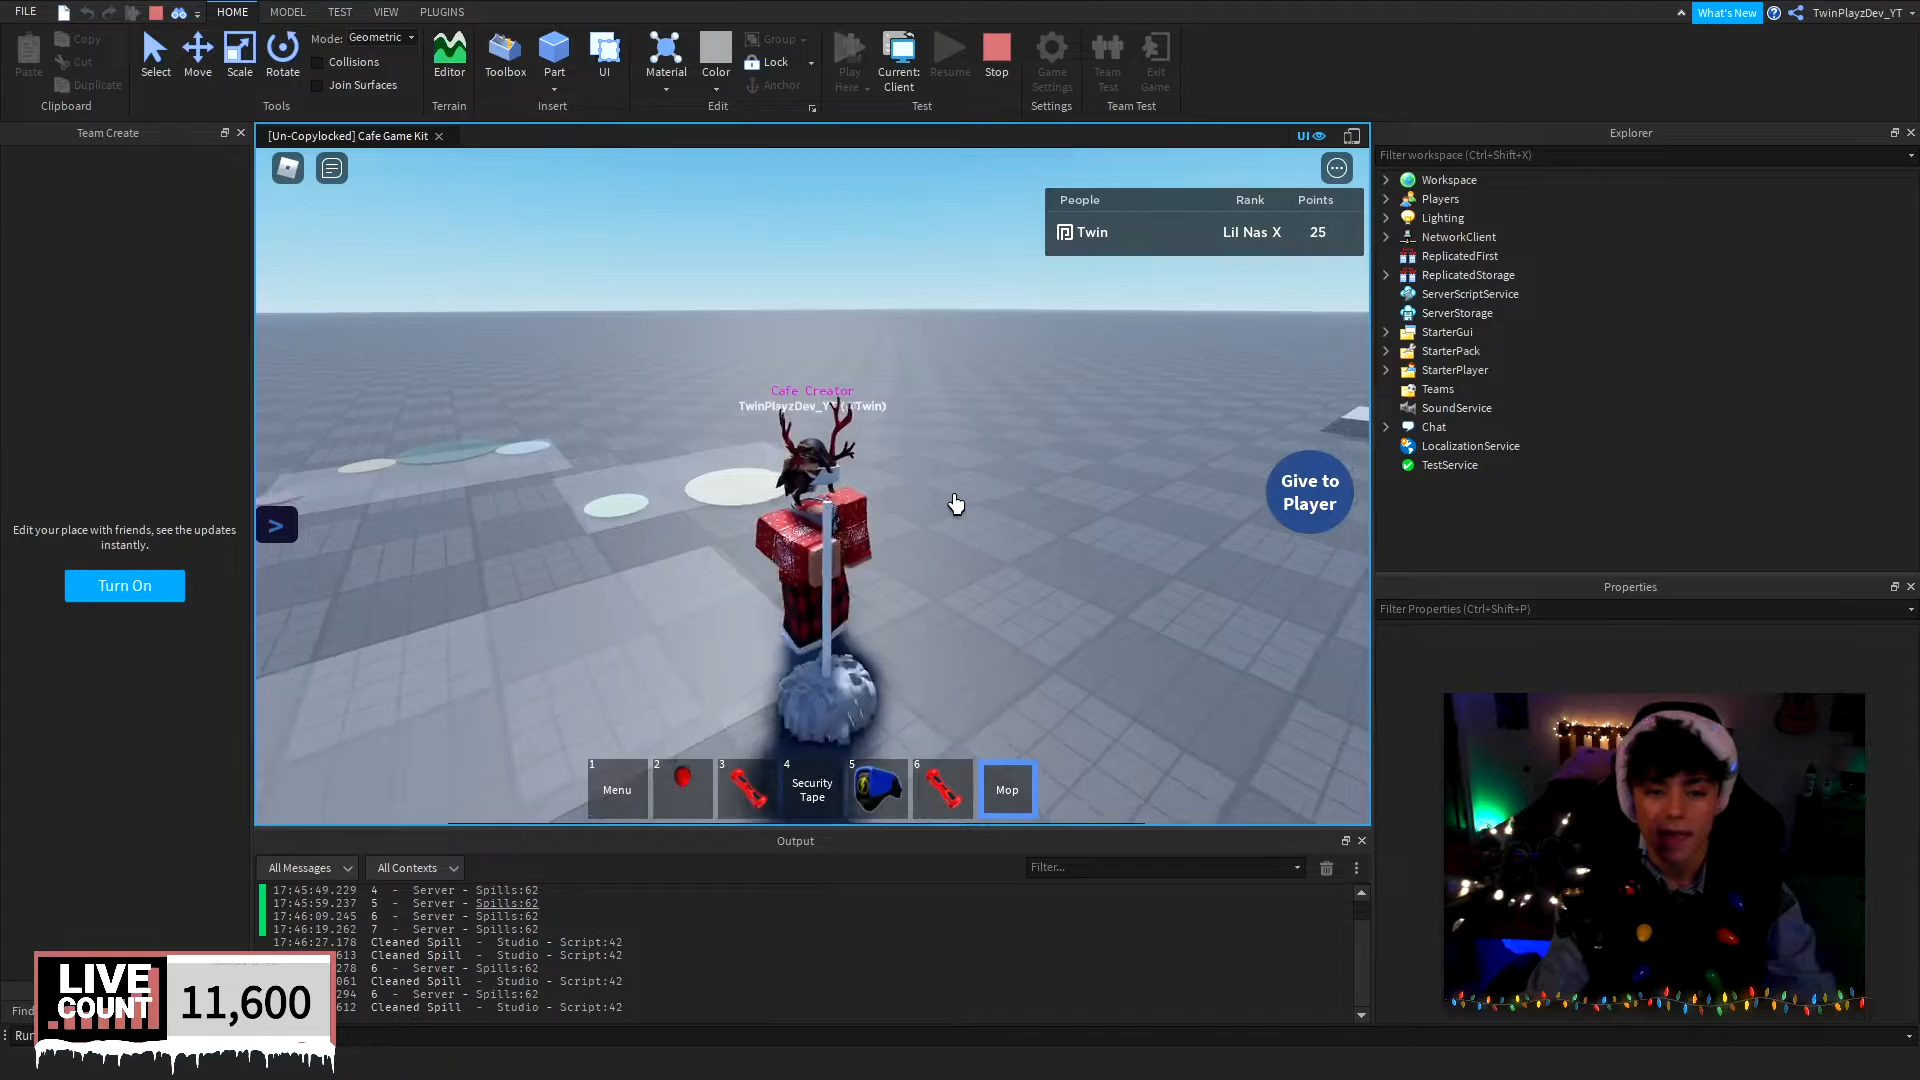 FILE HOME MODEL TEST VIEW PLUGINS What's New TwinPlayzDev_YT
Paste Copy Cut Duplicate Clipboard
Select Move Scale Rotate Mode: Geometric Collisions Join Surfaces Tools
Editor Terrain
Toolbox Part UI Insert
Material Color Group Lock Anchor Edit
Play Here Current: Client Resume Stop Test
Game Settings Settings
Team Test Exit Game Team Test
Team Create
[Un-Copylocked] Cafe Game Kit
UI
Edit your place with friends, see the updates
instantly.
Turn On
People Rank Points
Twin Lil Nas X 25
Cafe Creator
>
Give to
Player
1 Menu
2
3
4 Security Tape
5
6
Mop
Output
All Messages All Contexts Filter...
17:45:49.229 4 - Server - Spills:62
17:45:59.237 5 - Server - Spills:62
17:46:09.245 6 - Server - Spills:62
17:46:19.262 7 - Server - Spills:62
17:46:27.178 Cleaned Spill - Studio - Script:42
613 Cleaned Spill - Studio - Script:42
278 6 - Server - Spills:62
061 Cleaned Spill - Studio - Script:42
294 6 - Server - Spills:62
612 Cleaned Spill - Studio - Script:42
LIVE
COUNT
11,600
Explorer
Filter workspace (Ctrl+Shift+X)
Workspace
Players
Lighting
NetworkClient
ReplicatedFirst
ReplicatedStorage
ServerScriptService
ServerStorage
StarterGui
StarterPack
StarterPlayer
Teams
SoundService
Chat
LocalizationService
TestService
Properties
Filter Properties (Ctrl+Shift+P)